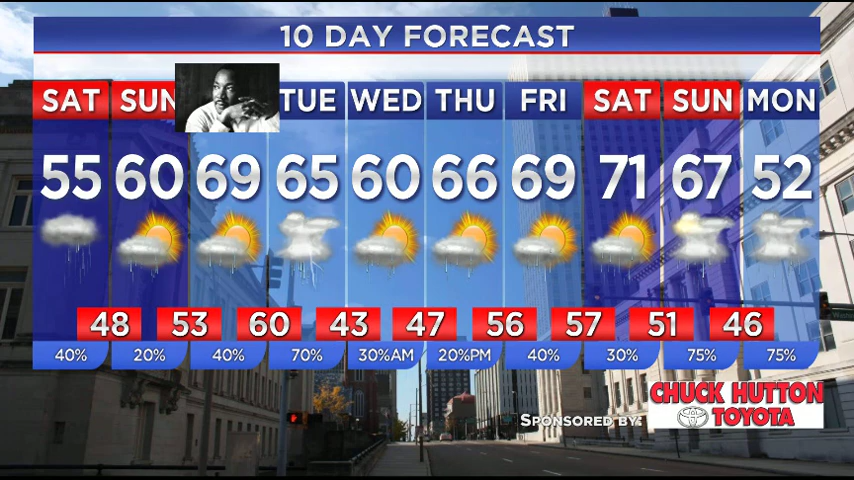 10 DAY FORECAST
SAT SUN TUE WED THU FRI SAT SUN MON
55 60 69 65 60 66 69 71 67 52
48 53 60 43 47 56 57 51 46
40% 20% 40% 70% 30%AM 20%PM 40% 30% 75% 75%
SPONSORED BY:
CHUCK HUTTON
TOYOTA